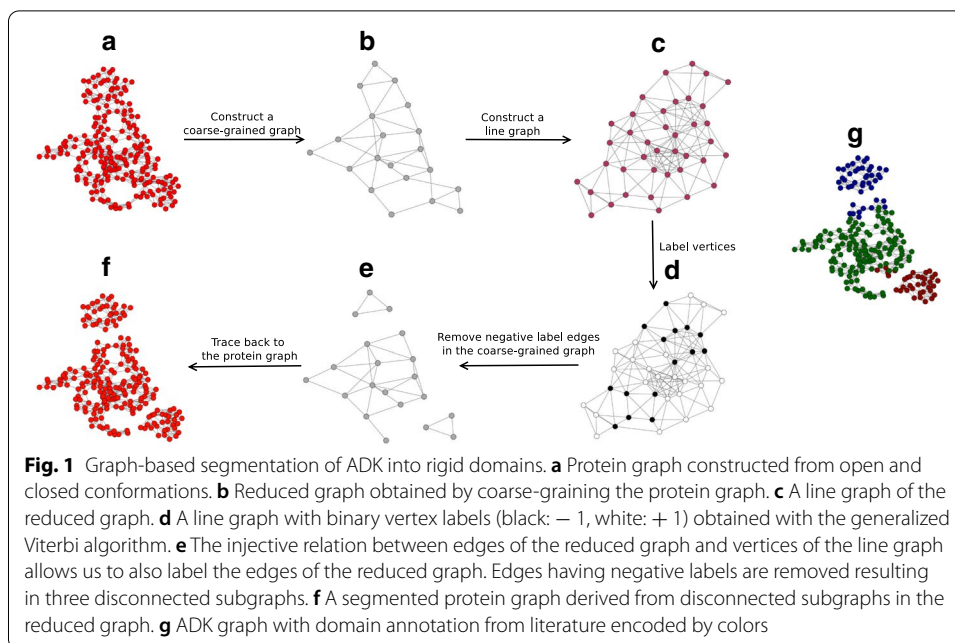 a
b
c
g
Construct a
coarse-grained graph
Construct a
line graph
Label vertices
f
e
d
Trace back to
the protein graph
Remove negative label edges
in the coarse-grained graph
Fig. 1 Graph-based segmentation of ADK into rigid domains. a Protein graph constructed from open and
closed conformations. b Reduced graph obtained by coarse-graining the protein graph. c A line graph of the
reduced graph. d A line graph with binary vertex labels (black: − 1, white: + 1) obtained with the generalized
Viterbi algorithm. e The injective relation between edges of the reduced graph and vertices of the line graph
allows us to also label the edges of the reduced graph. Edges having negative labels are removed resulting
in three disconnected subgraphs. f A segmented protein graph derived from disconnected subgraphs in the
reduced graph. g ADK graph with domain annotation from literature encoded by colors